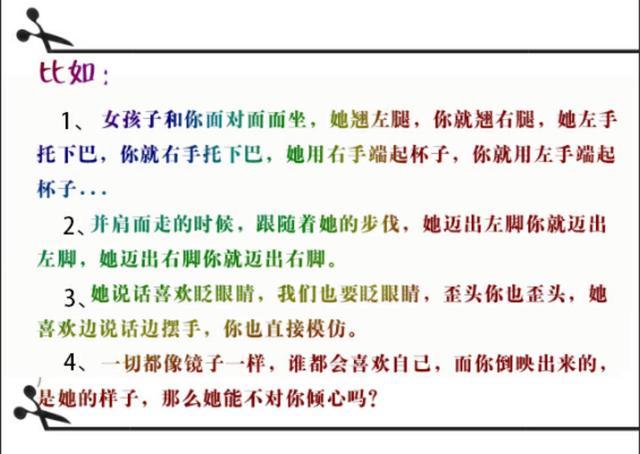 比如：
1、女孩子和你面对面而坐，她翘左腿，你就翘右腿，她左手
托下巴，你就右手托下巴，她用右手端起杯子，你就用左手端起
杯子...
2、并肩而走的时候，跟随着她的步伐，她迈出左脚你就迈出
左脚，她迈出右脚你就迈出右脚。
3、她说话喜欢眨眼睛，我们也要眨眼睛，歪头你也歪头，她
喜欢边说话边摆手，你也直接模仿。
4、一切都像镜子一样，谁都会喜欢自己，而你倒映出来的，
是她的样子，那么她能不对你倾心吗？